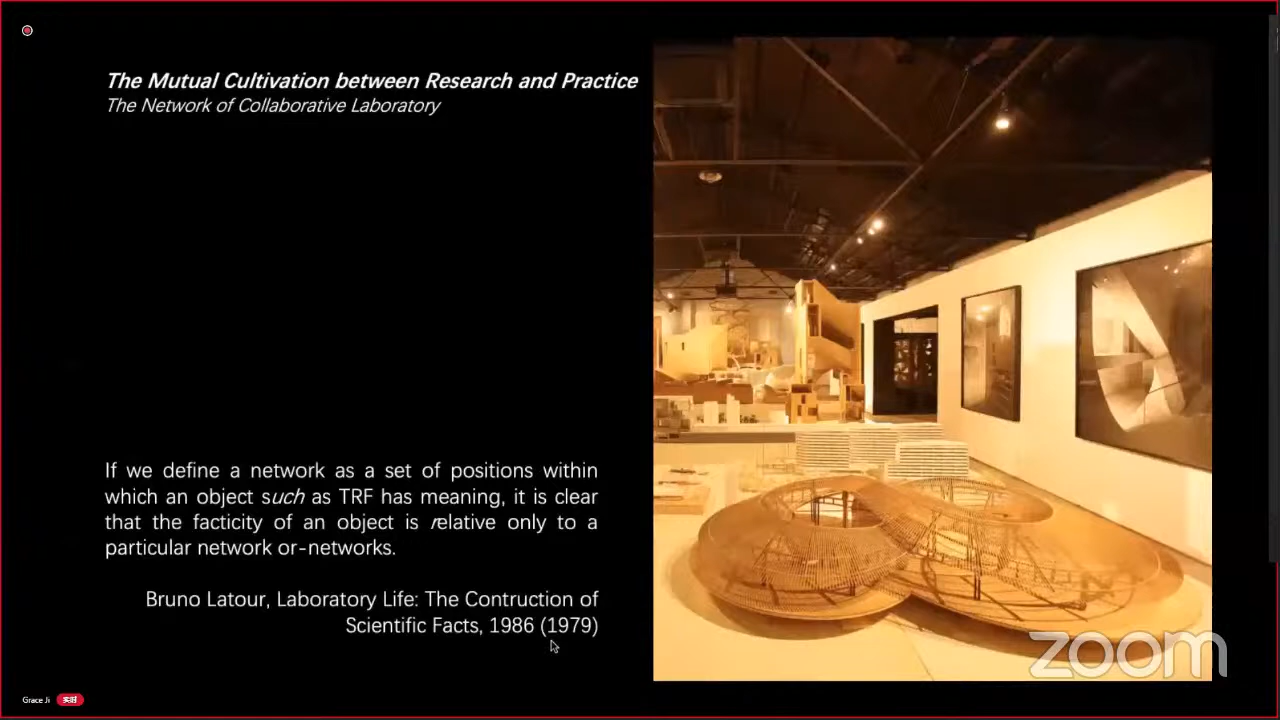 The Mutual Cultivation between Research and Practice
The Network of Collaborative Laboratory
If we define a network as a set of positions within
which an object such as TRF has meaning, it is clear
that the facticity of an object is relative only to a
particular network or-networks.
Bruno Latour, Laboratory Life: The Contruction of
Scientific Facts, 1986 (1979)
zoom
Grace Ji